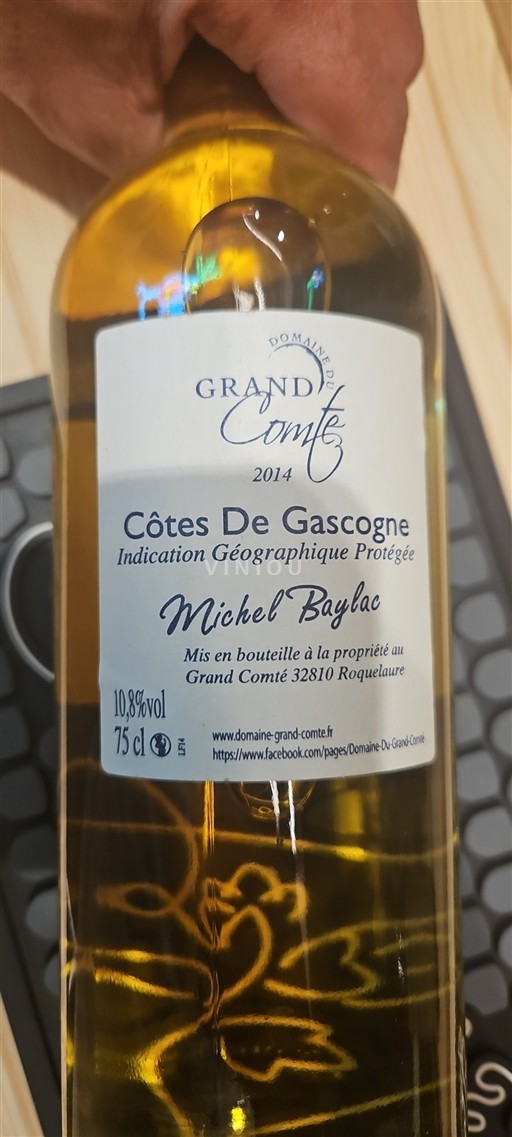 DOMAINE DU
GRAND
Comté
2014
Côtes De Gascogne
Indication Géographique Protégée
VINIOU
Michel Baylac
Mis en bouteille à la propriété au
Grand Comté 32810 Roquelaure
10,8%vol
75 cl
LF14
www.domaine-grand-comte.fr
https://www.facebook.com/pages/Domaine-Du-Grand-Comte